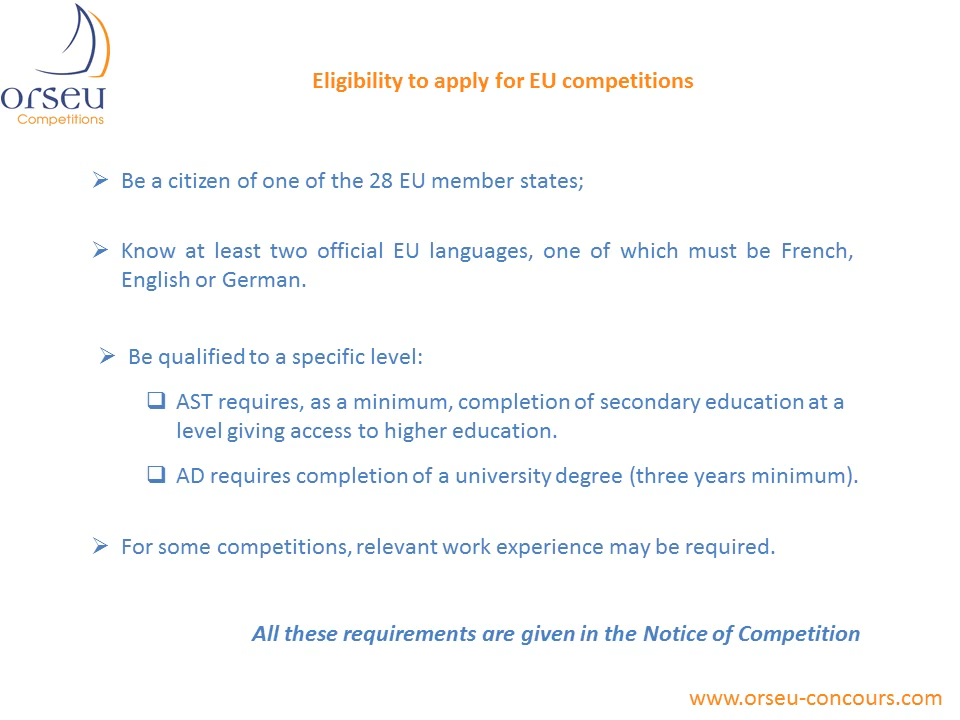 orseu
Competitions
Eligibility to apply for EU competitions
➢ Be a citizen of one of the 28 EU member states;
➢ Know at least two official EU languages, one of which must be French,
English or German.
➢ Be qualified to a specific level:
❑ AST requires, as a minimum, completion of secondary education at a
level giving access to higher education.
❑ AD requires completion of a university degree (three years minimum).
➢ For some competitions, relevant work experience may be required.
All these requirements are given in the Notice of Competition
www.orseu-concours.com